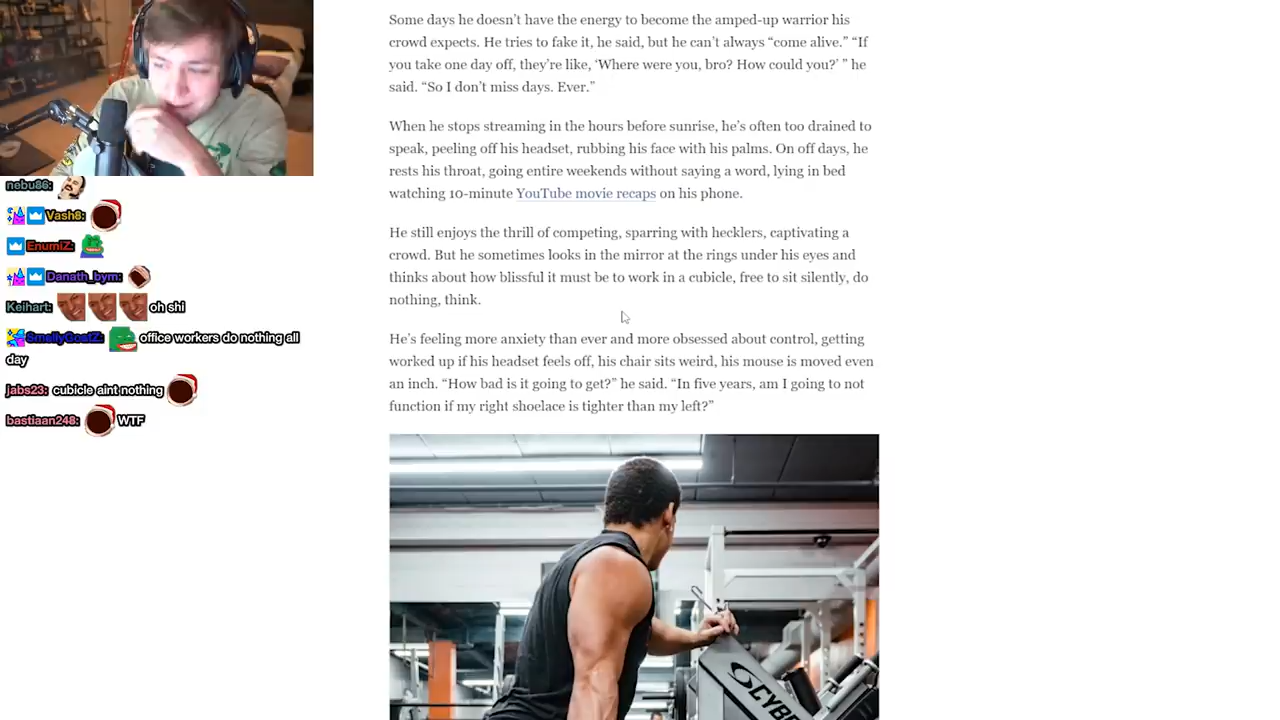 Some days he doesn’t have the energy to become the amped-up warrior his
crowd expects. He tries to fake it, he said, but he can’t always “come alive.” “If
you take one day off, they’re like, ‘Where were you, bro? How could you?’ ” he
said. “So I don’t miss days. Ever.”
When he stops streaming in the hours before sunrise, he’s often too drained to
speak, peeling off his headset, rubbing his face with his palms. On off days, he
rests his throat, going entire weekends without saying a word, lying in bed
watching 10-minute YouTube movie recaps on his phone.
He still enjoys the thrill of competing, sparring with hecklers, captivating a
crowd. But he sometimes looks in the mirror at the rings under his eyes and
thinks about how blissful it must be to work in a cubicle, free to sit silently, do
nothing, think.
He’s feeling more anxiety than ever and more obsessed about control, getting
worked up if his headset feels off, his chair sits weird, his mouse is moved even
an inch. “How bad is it going to get?” he said. “In five years, am I going to not
function if my right shoelace is tighter than my left?”
nebu86:
Vash8:
EnumiZ:
Danath_bym:
Keihart: oh shi
SmellyGoatZ: office workers do nothing all
day
jabs23: cubicle aint nothing
bastiaan248: WTF
CYBE